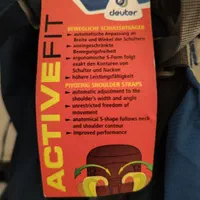 deuter
ACTIVEFIT
BEWEGLICHE SCHULTERTRÄGER
automatische Anpassung an
Breite und Winkel der Schultern
uneingeschränkte
Bewegungsfreiheit
ergonomische S-Form folgt
exakt den Konturen von
Schulter und Nacken
höhere Leistungsfähigkeit
PIVOTING SHOULDER STRAPS
automatic adjustment to the
shoulder's width and angle
unrestricted freedom of
movement
anatomical S-shape follows neck
and shoulder contour
improved performance